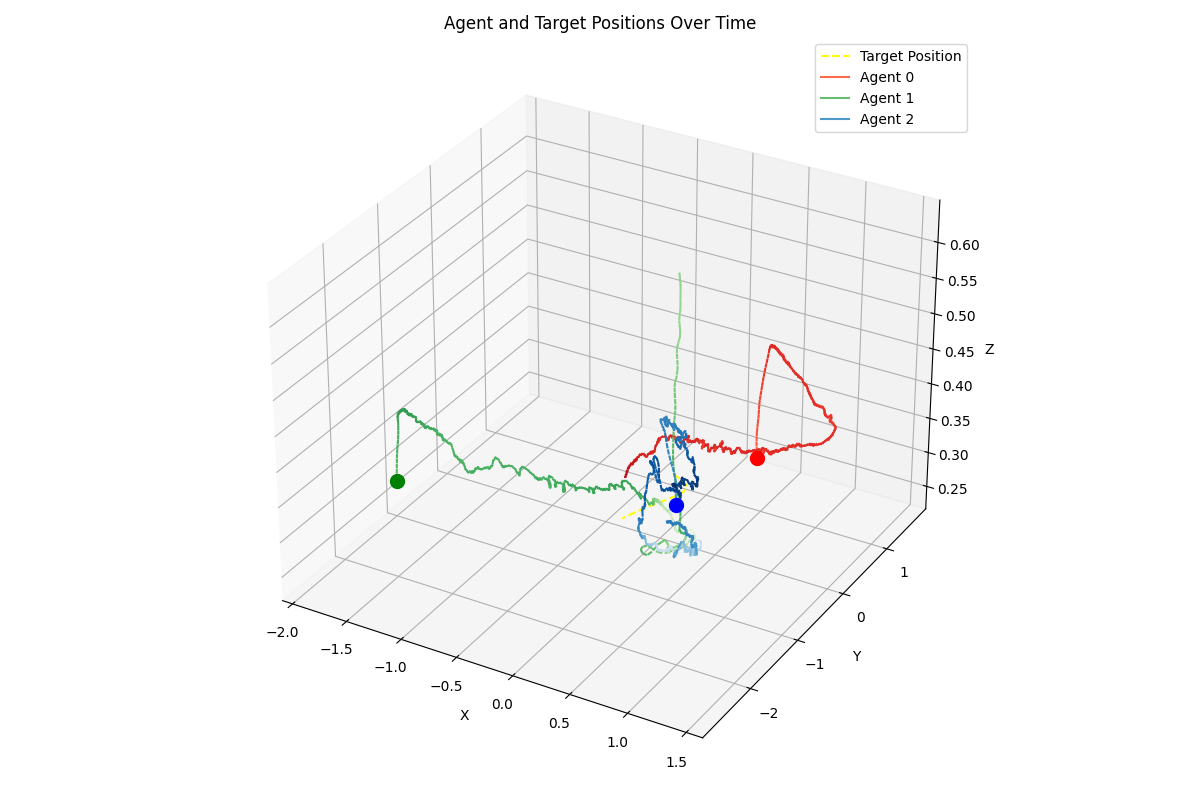 Agent and Target Positions Over Time
Target Position
Agent 0
Agent 1
Agent 2
0.60
0.55
0.50
0.45
0.40
0.35
0.30
0.25
Z
1
0
−1
−2
Y
−2.0
−1.5
−1.0
−0.5
0.0
0.5
1.0
1.5
X